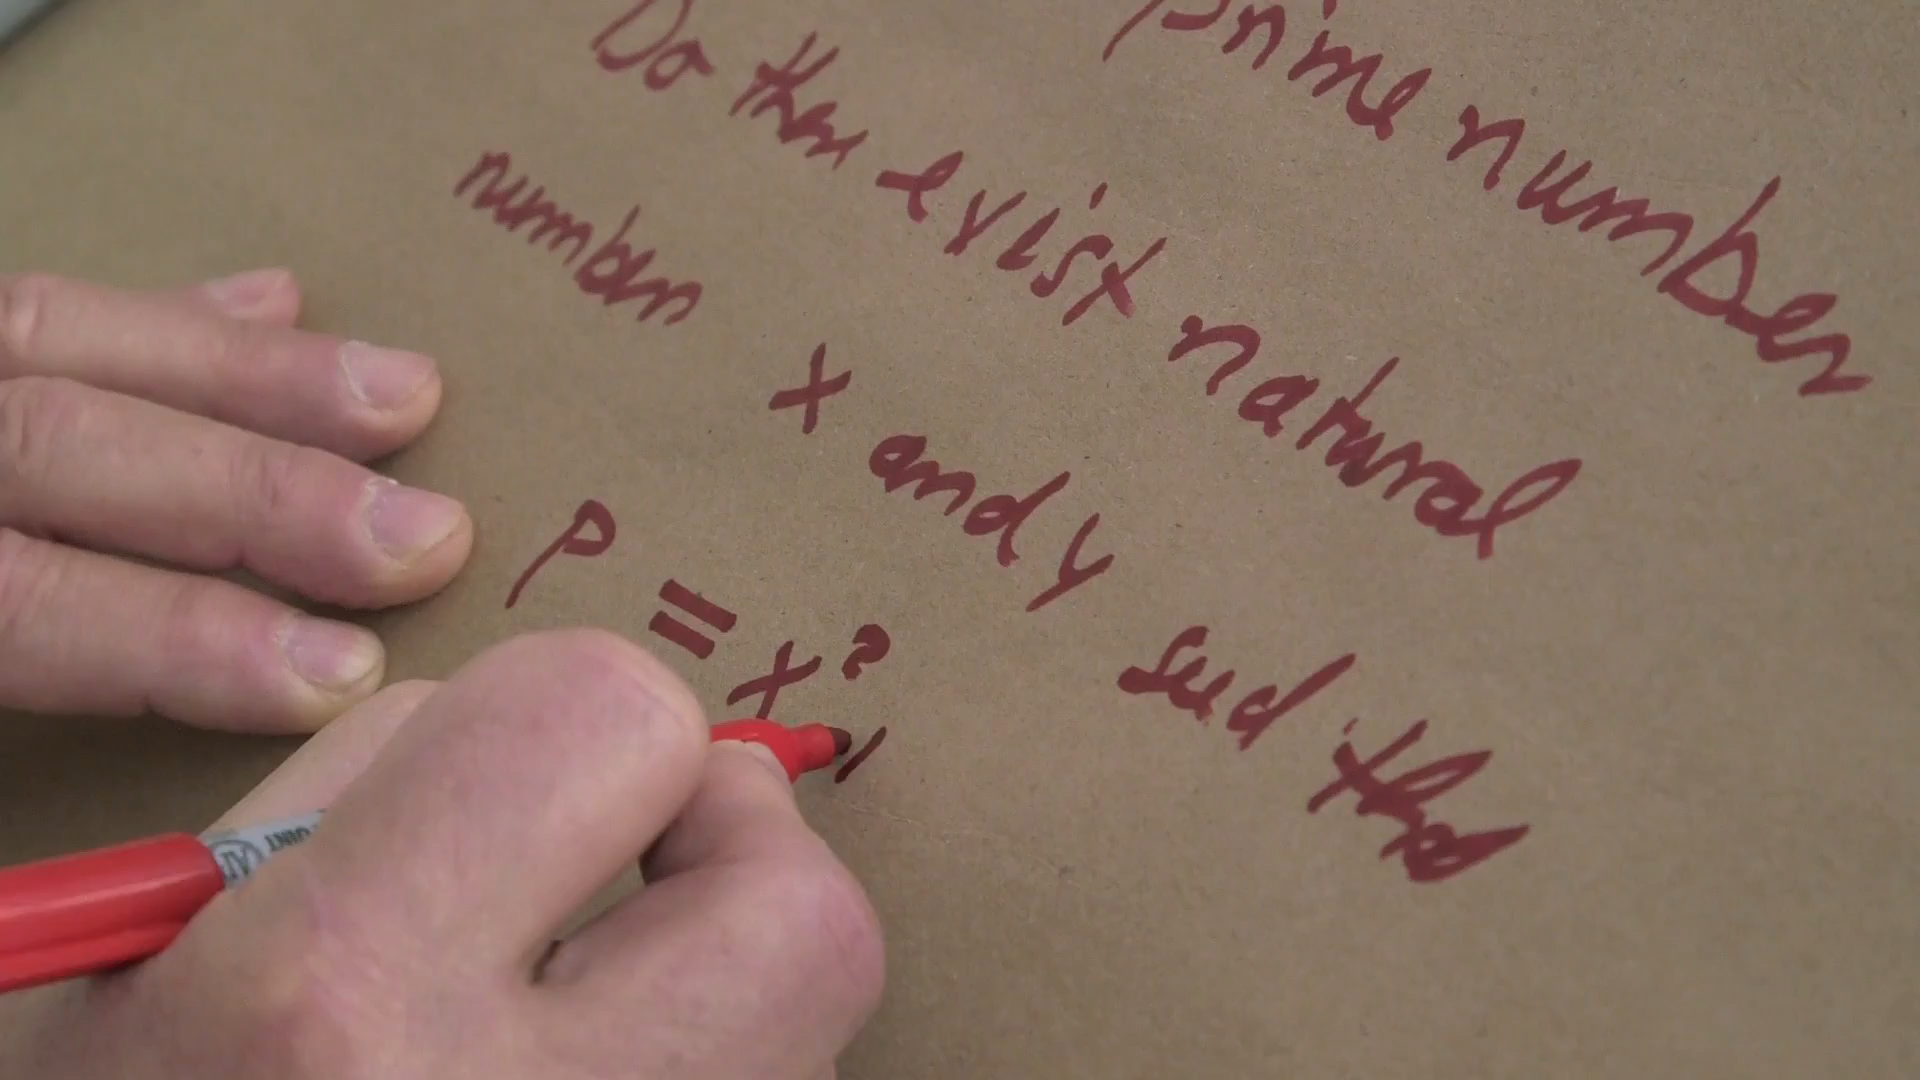 prime number
Do there exist natural
numbers x and y such that
p = x²